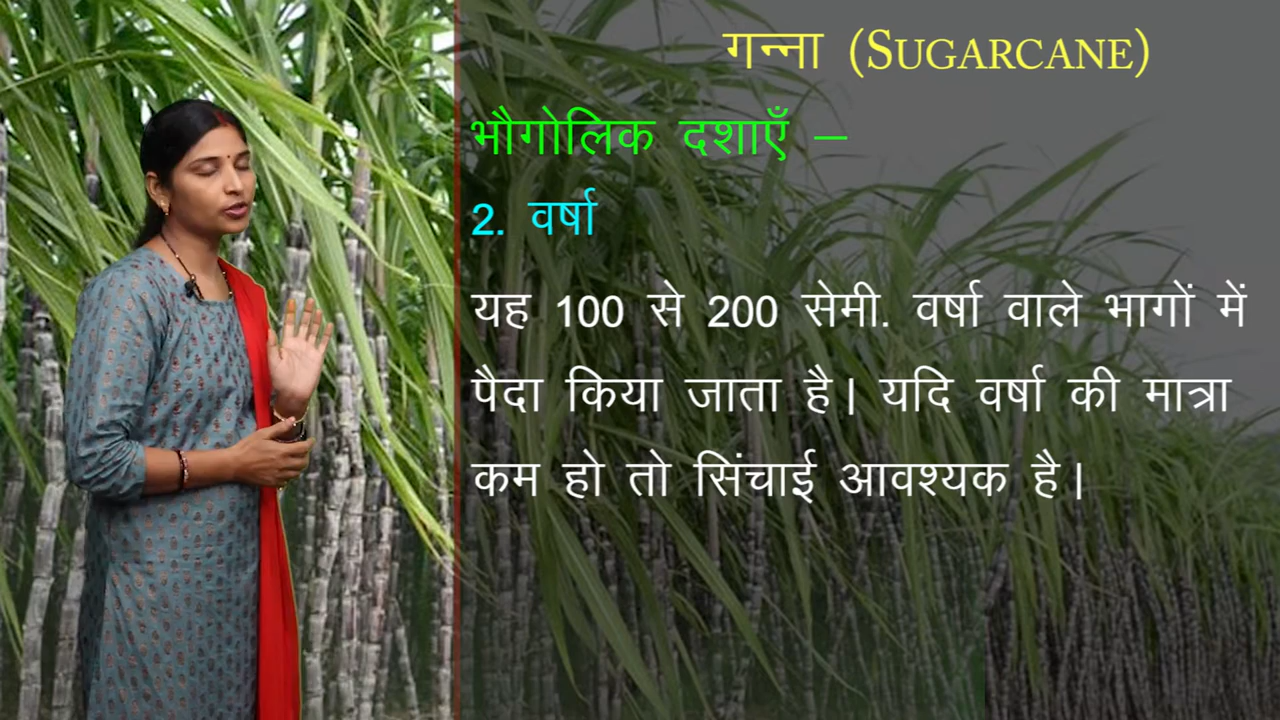 गन्ना (SUGARCANE)
भौगोलिक दशाएँ –
2. वर्षा
यह 100 से 200 सेमी. वर्षा वाले भागों में
पैदा किया जाता है। यदि वर्षा की मात्रा
कम हो तो सिंचाई आवश्यक है।